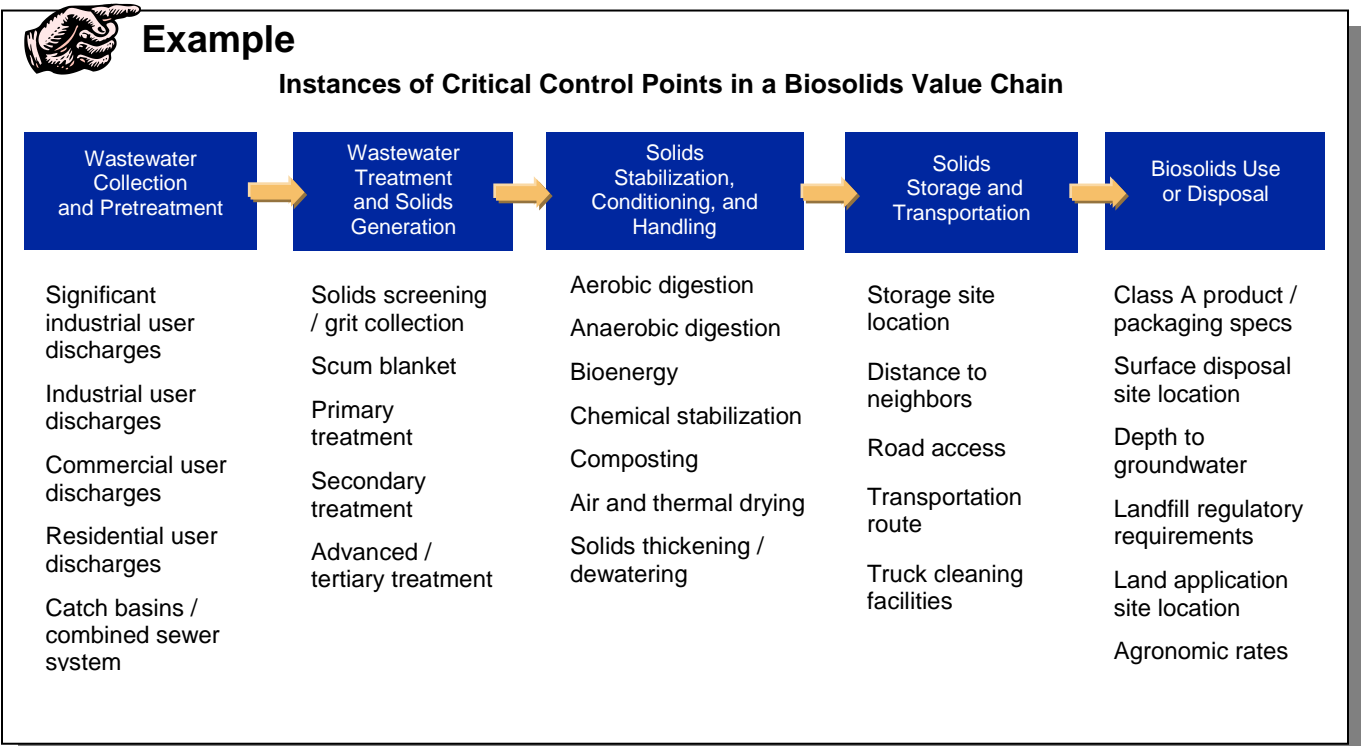 Example
Instances of Critical Control Points in a Biosolids Value Chain
Wastewater
Collection
and Pretreatment
Wastewater
Treatment
and Solids
Generation
Solids
Stabilization,
Conditioning, and
Handling
Solids
Storage and
Transportation
Biosolids Use
or Disposal
Significant
industrial user
discharges
Industrial user
discharges
Commercial user
discharges
Residential user
discharges
Catch basins /
combined sewer
system
Solids screening
/ grit collection
Scum blanket
Primary
treatment
Secondary
treatment
Advanced /
tertiary treatment
Aerobic digestion
Anaerobic digestion
Bioenergy
Chemical stabilization
Composting
Air and thermal drying
Solids thickening /
dewatering
Storage site
location
Distance to
neighbors
Road access
Transportation
route
Truck cleaning
facilities
Class A product /
packaging specs
Surface disposal
site location
Depth to
groundwater
Landfill regulatory
requirements
Land application
site location
Agronomic rates